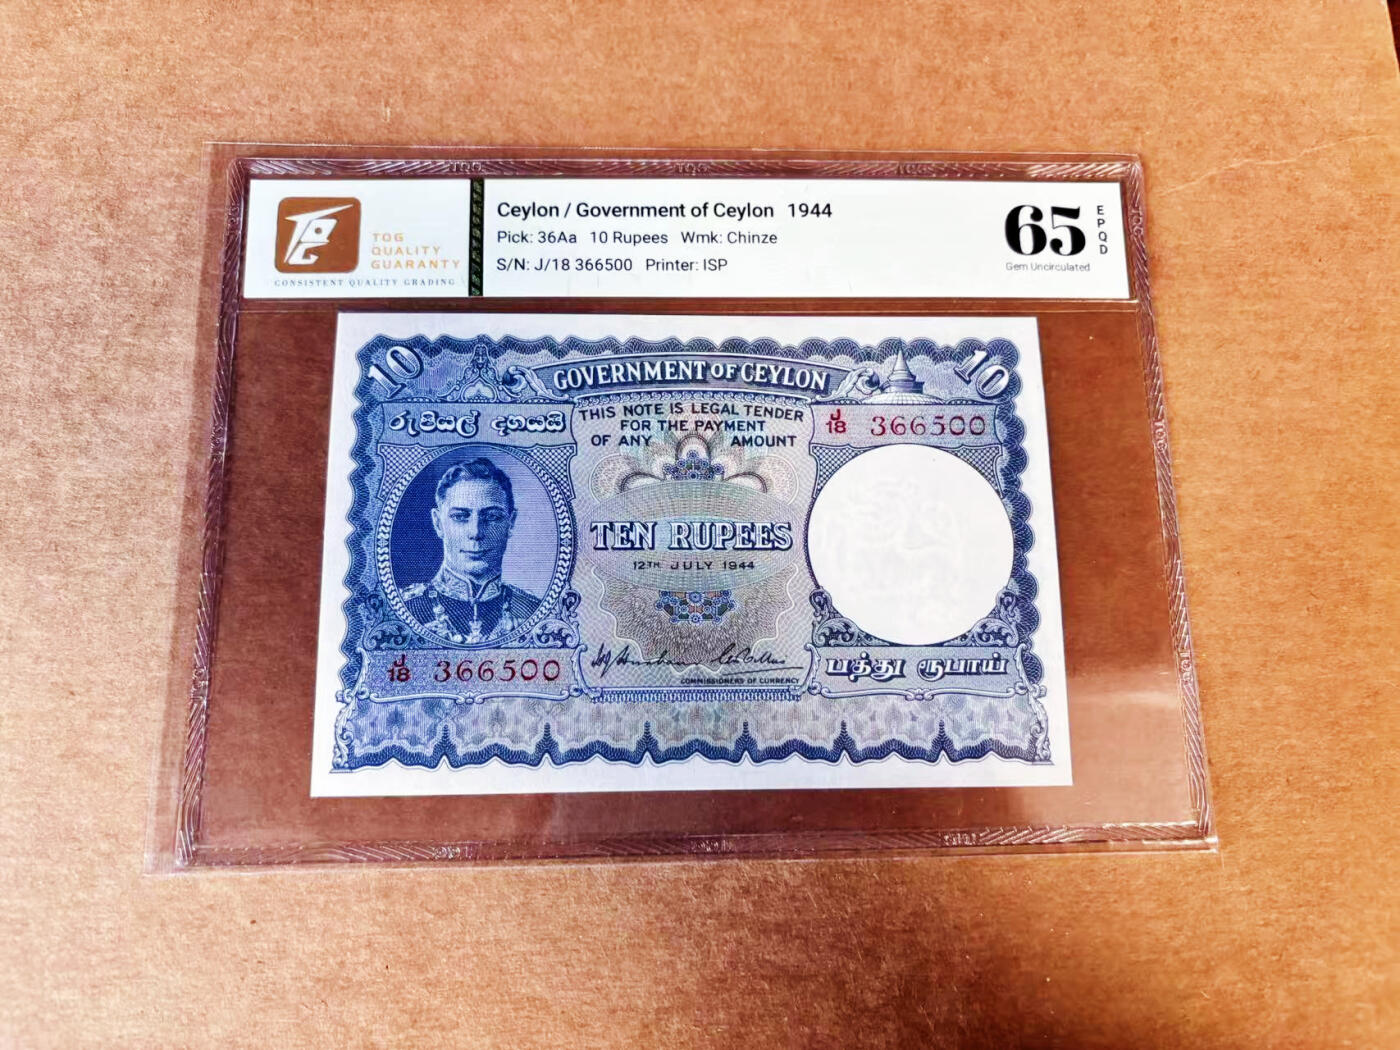 TQG
QUALITY
GUARANTY
CONSISTENT QUALITY GRADING
Ceylon / Government of Ceylon 1944
Pick: 36Aa 10 Rupees Wmk: Chinze
S/N: J/18 366500 Printer: ISP
65
EPQD
Gem Uncirculated
10
GOVERNMENT OF CEYLON
10
රුපියල් දහයයි
THIS NOTE IS LEGAL TENDER
FOR THE PAYMENT
OF ANY AMOUNT
J/18 366500
TEN RUPEES
12TH JULY 1944
J/18 366500
COMMISSIONERS OF CURRENCY
பத்து ரூபாய்